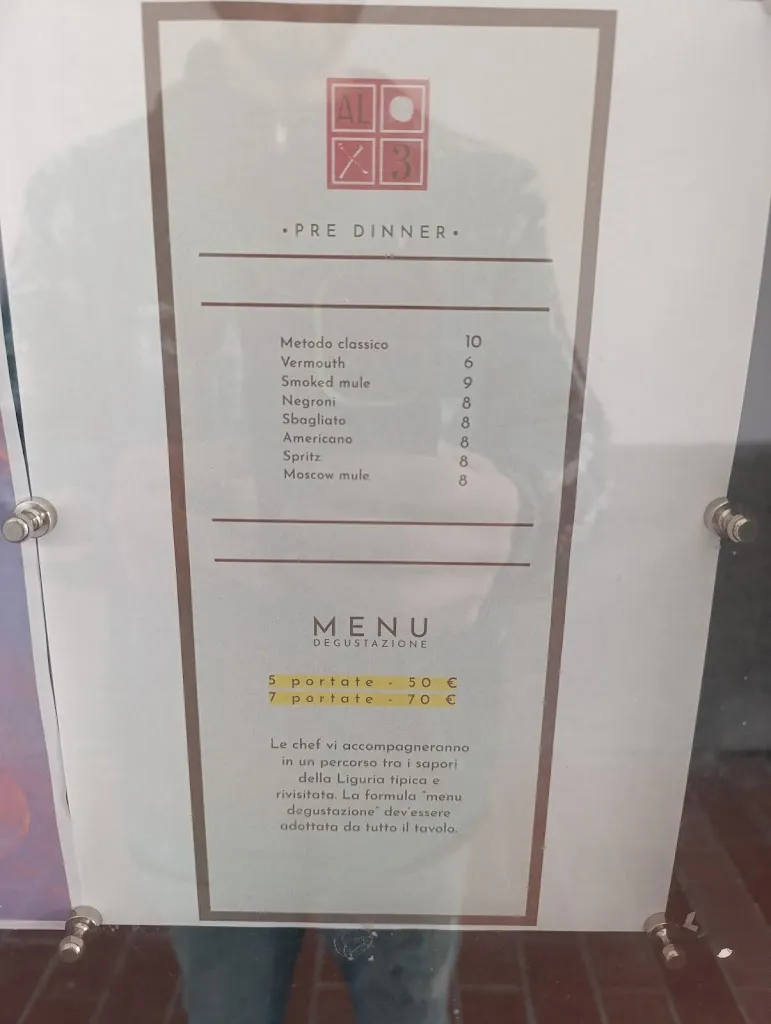 AL
3
•PRE DINNER•
Metodo classico 10
Vermouth 6
Smoked mule 9
Negroni 8
Sbagliato 8
Americano 8
Spritz 8
Moscow mule 8
MENU
DEGUSTAZIONE
5 portate - 50 €
7 portate - 70 €
Le chef vi accompagneranno
in un percorso tra i sapori
della Liguria tipica e
rivisitata. La formula "menu
degustazione" dev'essere
adottata da tutto il tavolo.